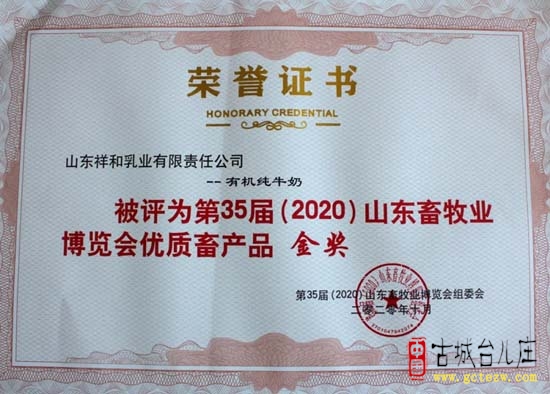 荣誉证书
HONORARY CREDENTIAL
山东祥和乳业有限责任公司
--有机纯牛奶
被评为第35届(2020)山东畜牧业
博览会优质畜产品 金奖
第35届(2020)山东畜牧业博览会组委会
二零二零年十月
中国
古城台儿庄
www.gctezw.com